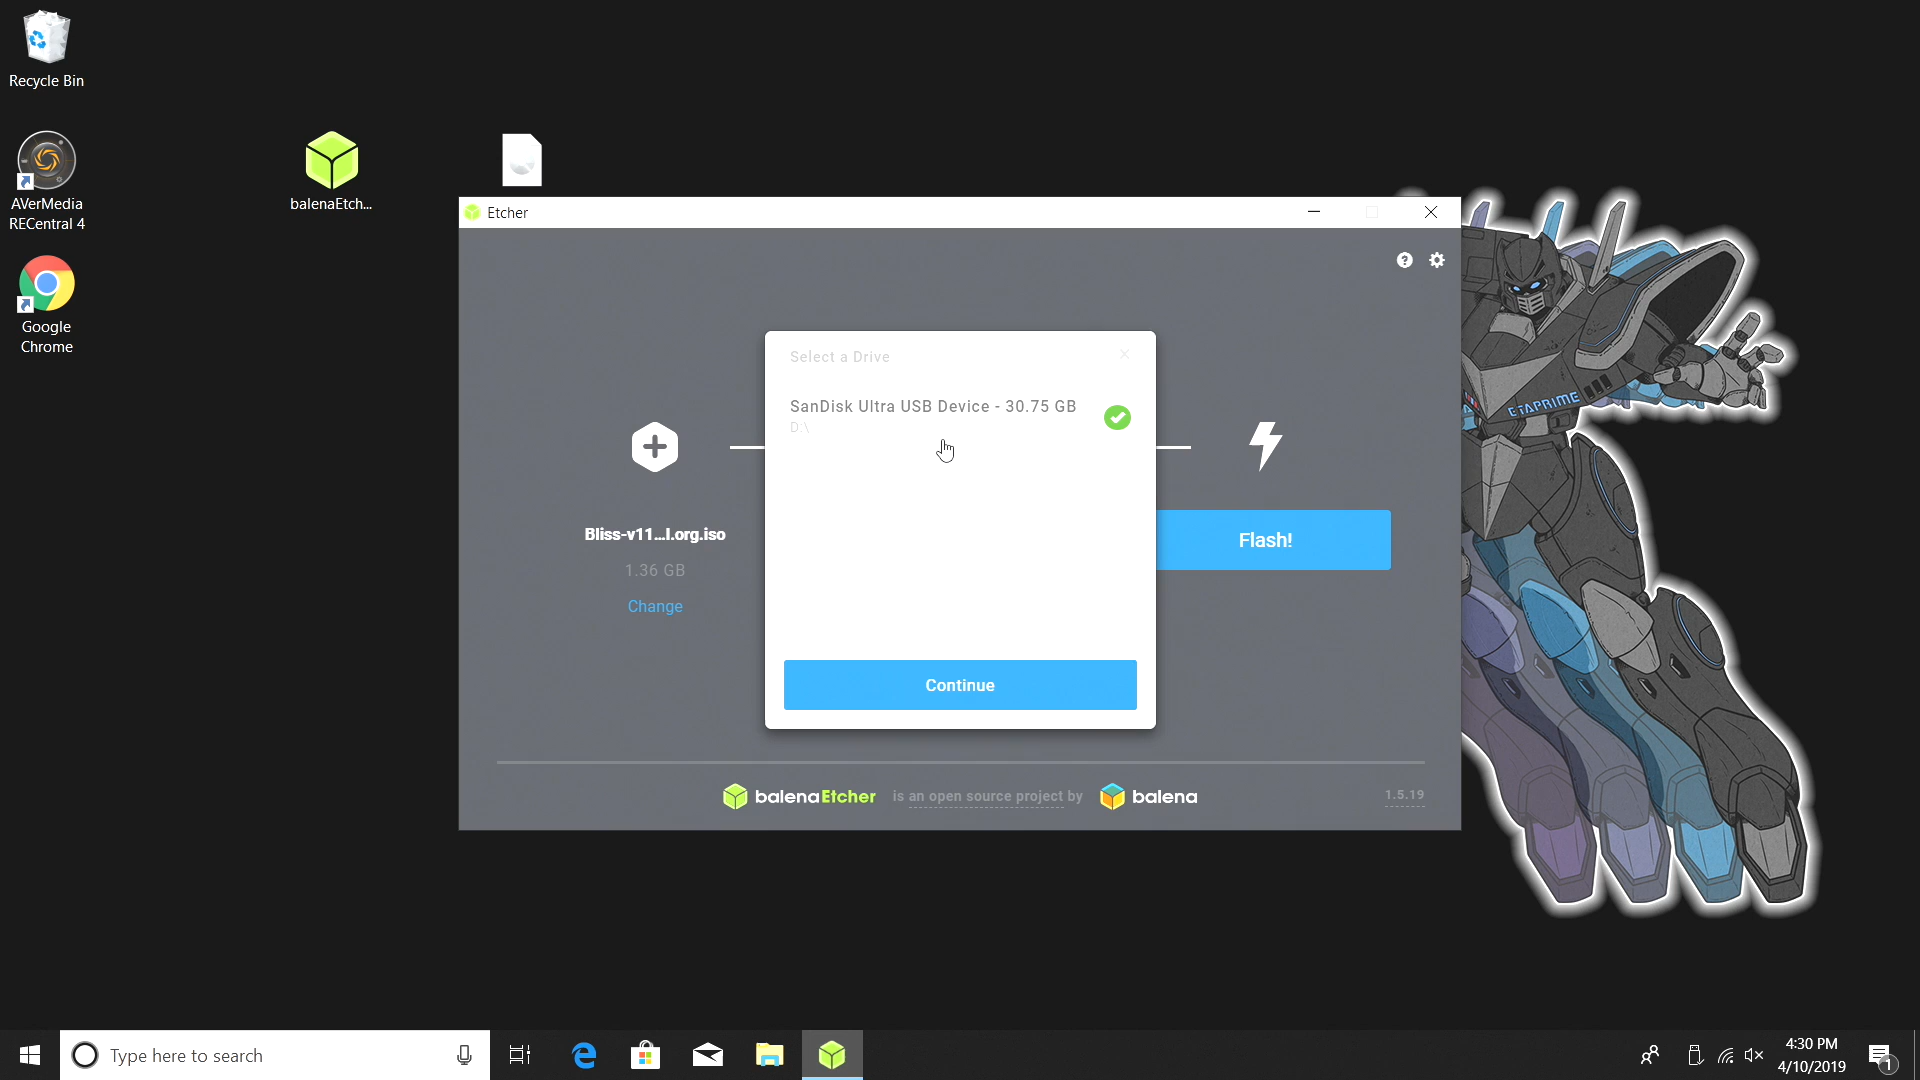 Recycle Bin
AVerMedia
RECentral 4
Google
Chrome
balenaEtch...
Etcher
Select a Drive
SanDisk Ultra USB Device - 30.75 GB
D:\
Bliss-v11...l.org.iso
1.36 GB
Change
Flash!
Continue
balenaEtcher is an open source project by balena
1.5.19
ETAPRIME
Type here to search
4:30 PM
4/10/2019
1